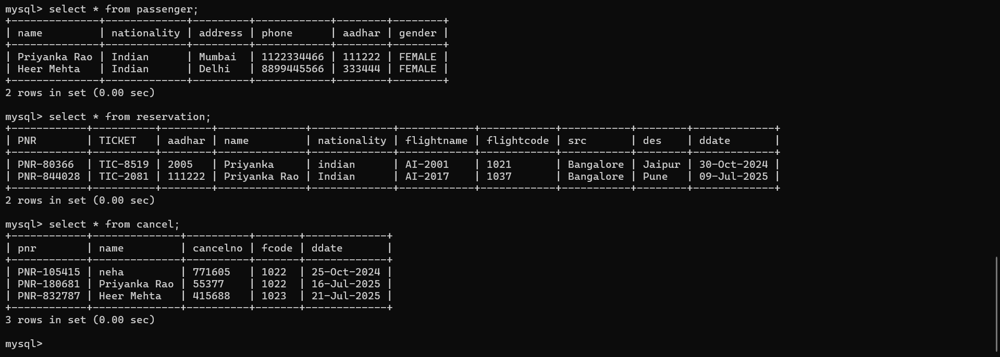 mysql> select * from passenger;
+--------------+-------------+---------+------------+--------+--------+
| name         | nationality | address | phone      | aadhar | gender |
+--------------+-------------+---------+------------+--------+--------+
| Priyanka Rao | Indian      | Mumbai  | 1122334466 | 111222 | FEMALE |
| Heer Mehta   | Indian      | Delhi   | 8899445566 | 333444 | FEMALE |
+--------------+-------------+---------+------------+--------+--------+
2 rows in set (0.00 sec)

mysql> select * from reservation;
+------------+----------+--------+--------------+-------------+------------+------------+-----------+--------+-------------+
| PNR        | TICKET   | aadhar | name         | nationality | flightname | flightcode | src       | des    | ddate       |
+------------+----------+--------+--------------+-------------+------------+------------+-----------+--------+-------------+
| PNR-80366  | TIC-8519 | 2005   | Priyanka     | indian      | AI-2001    | 1021       | Bangalore | Jaipur | 30-Oct-2024 |
| PNR-844028 | TIC-2081 | 111222 | Priyanka Rao | Indian      | AI-2017    | 1037       | Bangalore | Pune   | 09-Jul-2025 |
+------------+----------+--------+--------------+-------------+------------+------------+-----------+--------+-------------+
2 rows in set (0.00 sec)

mysql> select * from cancel;
+------------+--------------+----------+-------+-------------+
| pnr        | name         | cancelno | fcode | ddate       |
+------------+--------------+----------+-------+-------------+
| PNR-105415 | neha         | 771605   | 1022  | 25-Oct-2024 |
| PNR-180681 | Priyanka Rao | 55377    | 1022  | 16-Jul-2025 |
| PNR-832787 | Heer Mehta   | 415688   | 1023  | 21-Jul-2025 |
+------------+--------------+----------+-------+-------------+
3 rows in set (0.00 sec)

mysql>